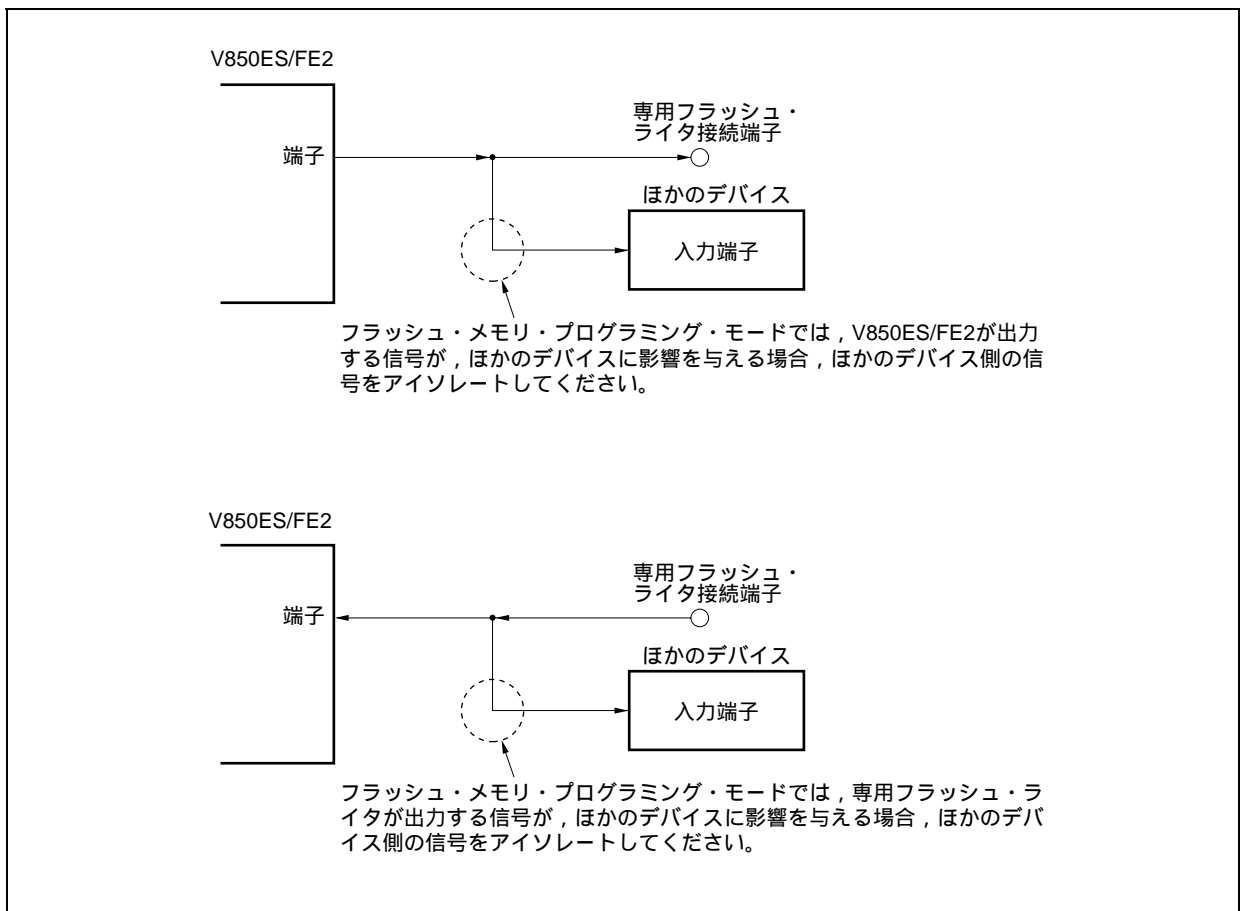 V850ES/FE2
端子
専用フラッシュ・
ライタ接続端子
ほかのデバイス
入力端子
フラッシュ・メモリ・プログラミング・モードでは，V850ES/FE2が出力
する信号が，ほかのデバイスに影響を与える場合，ほかのデバイス側の信
号をアイソレートしてください。
V850ES/FE2
端子
専用フラッシュ・
ライタ接続端子
ほかのデバイス
入力端子
フラッシュ・メモリ・プログラミング・モードでは，専用フラッシュ・ラ
イタが出力する信号が，ほかのデバイスに影響を与える場合，ほかのデバ
イス側の信号をアイソレートしてください。